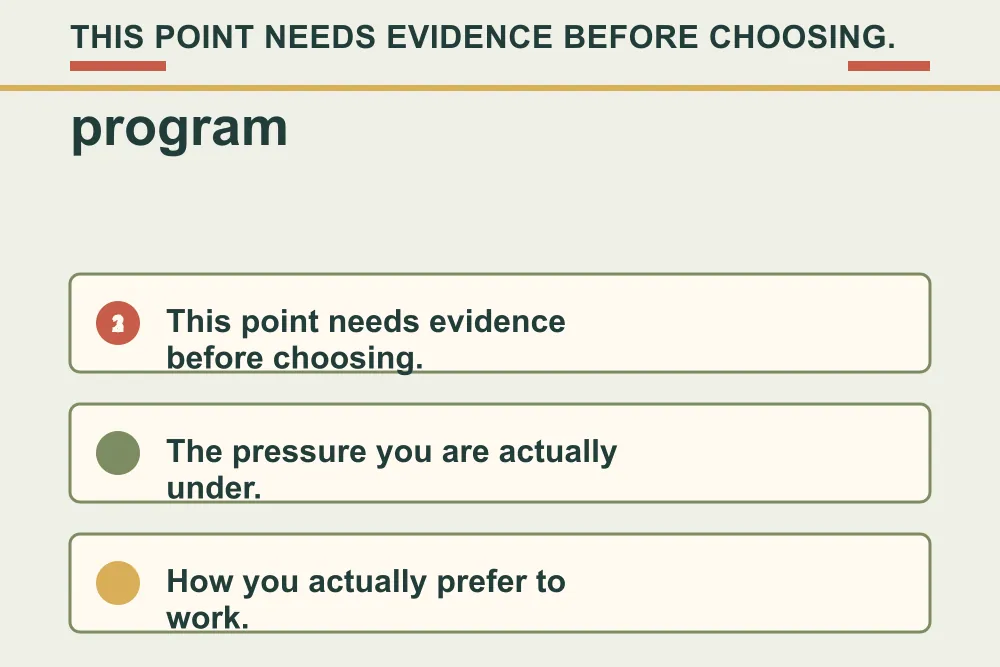 THIS POINT NEEDS EVIDENCE BEFORE CHOOSING.
program
This point needs evidence
before choosing.
The pressure you are actually
under.
How you actually prefer to
work.